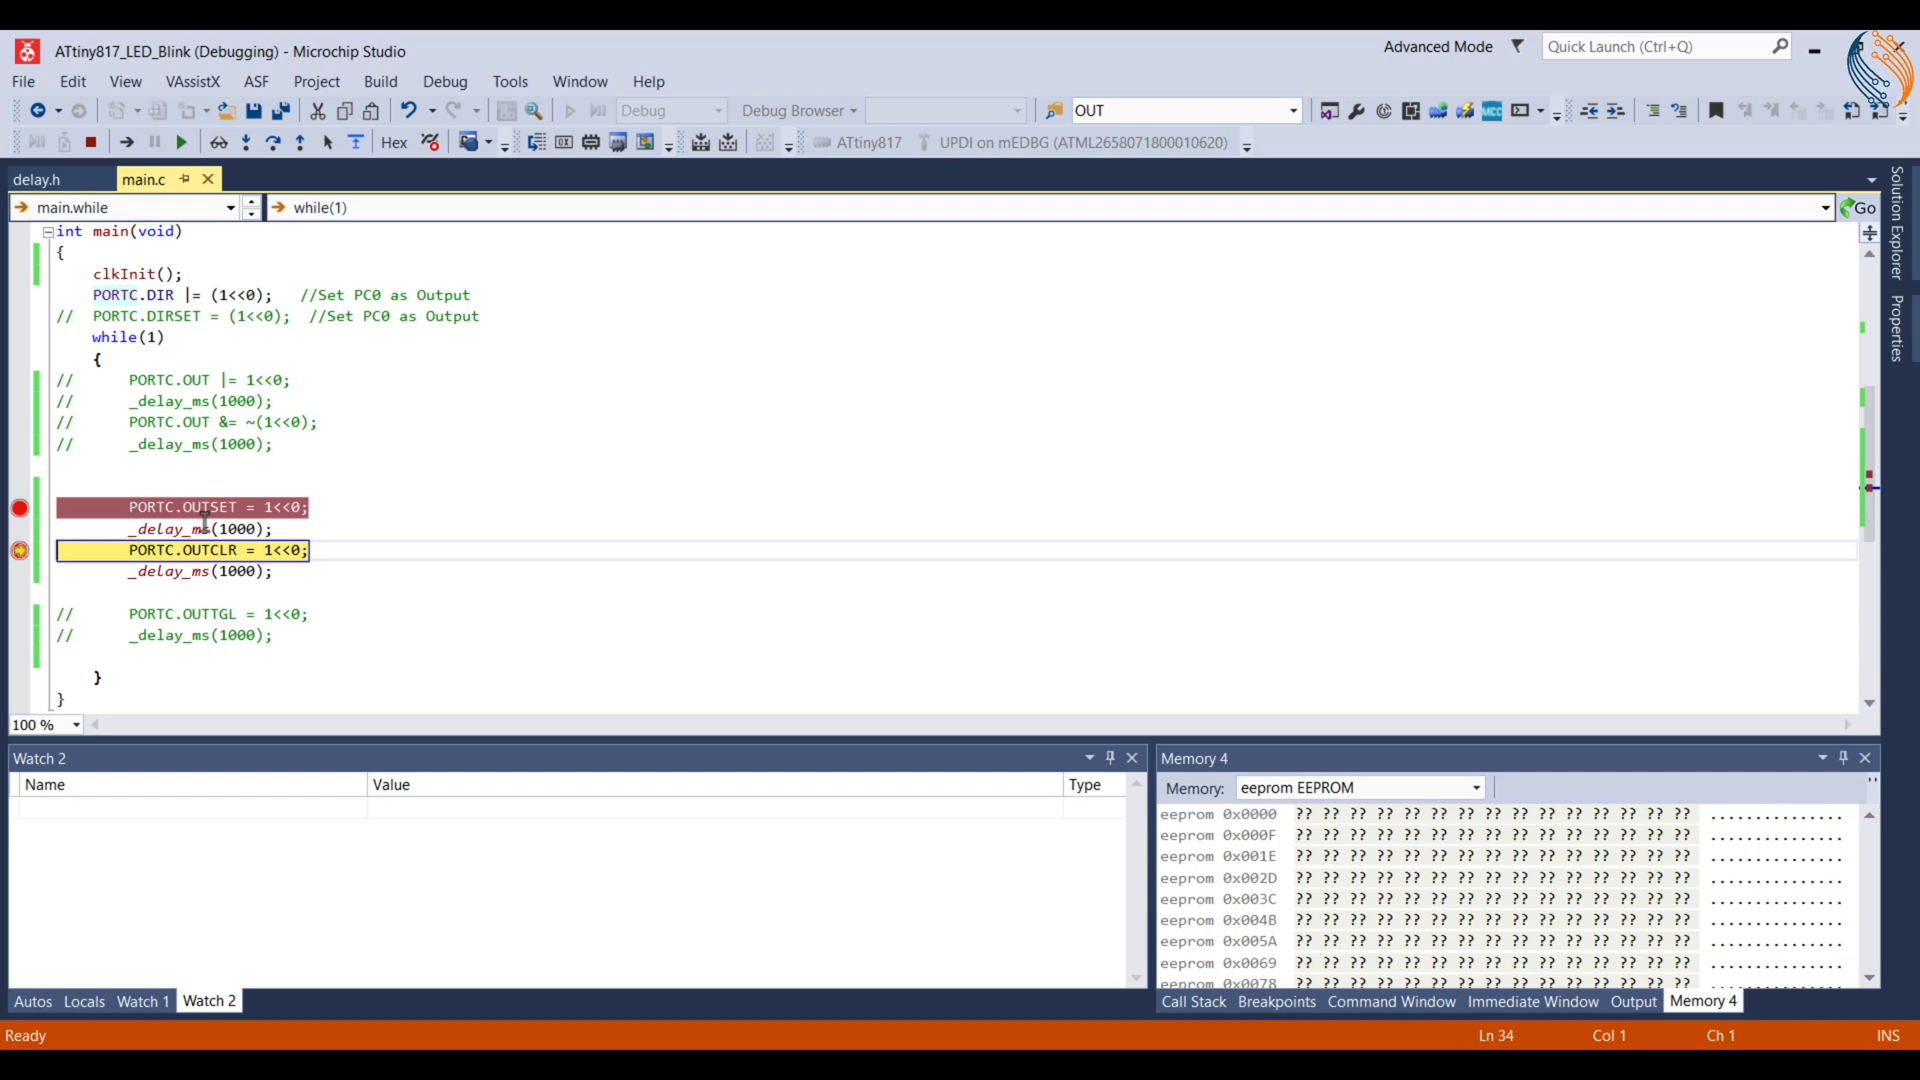 ATtiny817_LED_Blink (Debugging) - Microchip Studio
Advanced Mode
Quick Launch (Ctrl+Q)
File Edit View VAssistX ASF Project Build Debug Tools Window Help
Debug
Debug Browser
OUT
Hex
ATtiny817
UPDI on mEDBG (ATML2658071800010620)
delay.h
main.c
main.while
while(1)
Go
Solution Explorer
Properties
int main(void)
{
clkInit();
PORTC.DIR |= (1<<0); //Set PC0 as Output
// PORTC.DIRSET = (1<<0); //Set PC0 as Output
while(1)
{
// PORTC.OUT |= 1<<0;
// _delay_ms(1000);
// PORTC.OUT &= ~(1<<0);
// _delay_ms(1000);
PORTC.OUTSET = 1<<0;
_delay_ms(1000);
PORTC.OUTCLR = 1<<0;
_delay_ms(1000);
// PORTC.OUTTGL = 1<<0;
// _delay_ms(1000);
}
}
100 %
Watch 2
Name Value Type
Autos Locals Watch 1 Watch 2
Memory 4
Memory: eeprom EEPROM
eeprom 0x0000 ?? ?? ?? ?? ?? ?? ?? ?? ?? ?? ?? ?? ?? ?? ?? ...............
eeprom 0x000F ?? ?? ?? ?? ?? ?? ?? ?? ?? ?? ?? ?? ?? ?? ?? ...............
eeprom 0x001E ?? ?? ?? ?? ?? ?? ?? ?? ?? ?? ?? ?? ?? ?? ?? ...............
eeprom 0x002D ?? ?? ?? ?? ?? ?? ?? ?? ?? ?? ?? ?? ?? ?? ?? ...............
eeprom 0x003C ?? ?? ?? ?? ?? ?? ?? ?? ?? ?? ?? ?? ?? ?? ?? ...............
eeprom 0x004B ?? ?? ?? ?? ?? ?? ?? ?? ?? ?? ?? ?? ?? ?? ?? ...............
eeprom 0x005A ?? ?? ?? ?? ?? ?? ?? ?? ?? ?? ?? ?? ?? ?? ?? ...............
eeprom 0x0069 ?? ?? ?? ?? ?? ?? ?? ?? ?? ?? ?? ?? ?? ?? ?? ...............
eeprom 0x0078 ?? ?? ?? ?? ?? ?? ?? ?? ?? ?? ?? ?? ?? ?? ?? ...............
Call Stack Breakpoints Command Window Immediate Window Output Memory 4
Ready
Ln 34
Col 1
Ch 1
INS